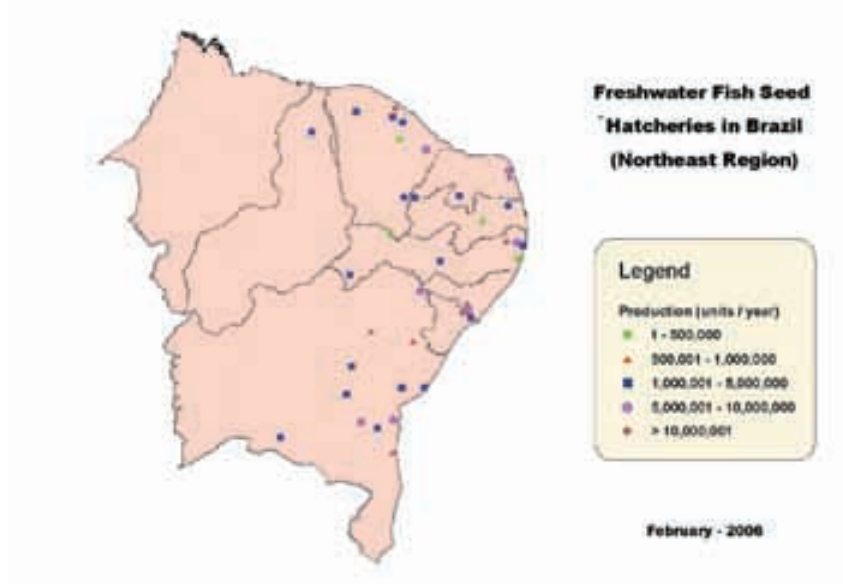 Freshwater Fish Seed
Hatcheries in Brazil
(Northeast Region)
Legend
Production (units / year)
1 - 500,000
500,001 - 1,000,000
1,000,001 - 5,000,000
5,000,001 - 10,000,000
> 10,000,001
February - 2006